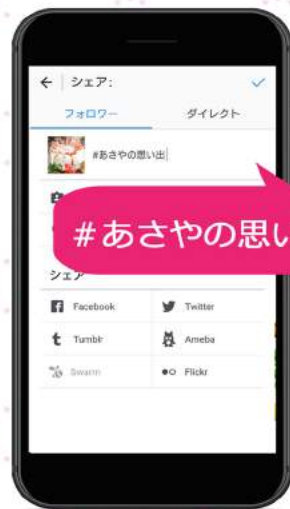 ← シェア: ✓
フォロワー ダイレクト
#あさやの思い出
#あさやの思い
シェア
Facebook Twitter
Tumblr Ameba
Swarm Flickr